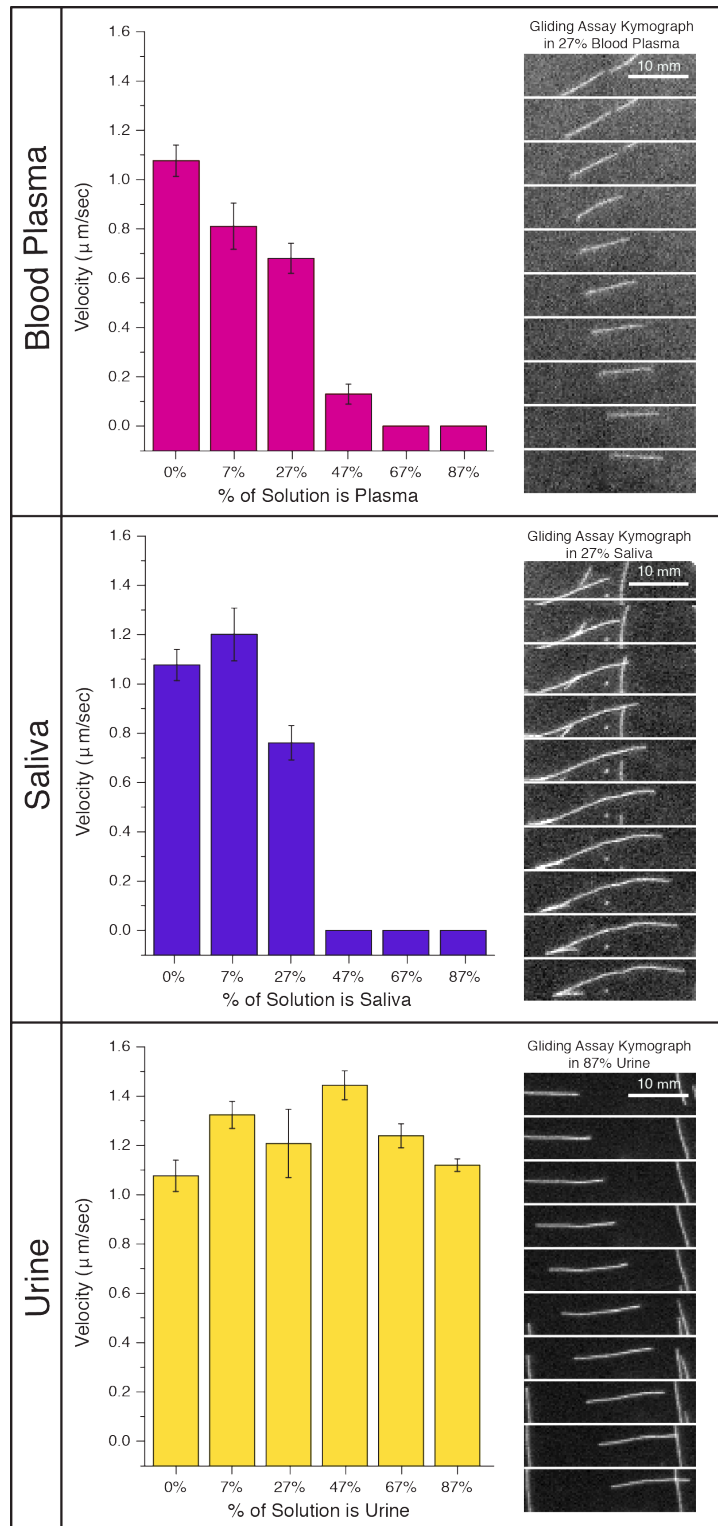 Blood Plasma
Velocity (μm/sec)
1.6
1.4
1.2
1.0
0.8
0.6
0.4
0.2
0.0
0% 7% 27% 47% 67% 87%
% of Solution is Plasma
Gliding Assay Kymograph
in 27% Blood Plasma
10 mm
Saliva
Velocity (μm/sec)
1.6
1.4
1.2
1.0
0.8
0.6
0.4
0.2
0.0
0% 7% 27% 47% 67% 87%
% of Solution is Saliva
Gliding Assay Kymograph
in 27% Saliva
10 mm
Urine
Velocity (μm/sec)
1.6
1.4
1.2
1.0
0.8
0.6
0.4
0.2
0.0
0% 7% 27% 47% 67% 87%
% of Solution is Urine
Gliding Assay Kymograph
in 87% Urine
10 mm